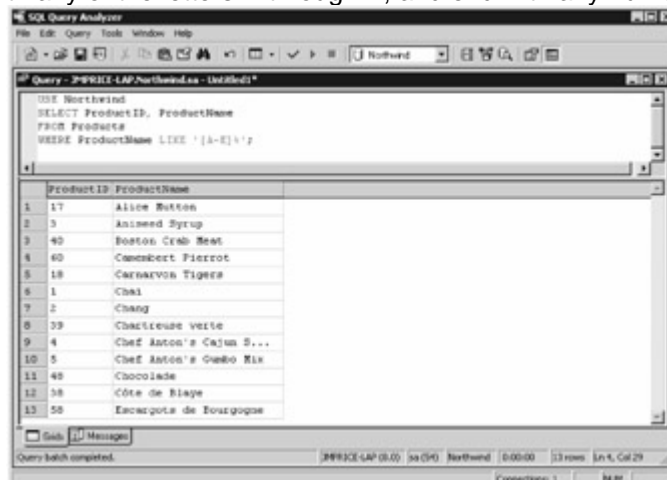 SQL Query Analyzer
File Edit Query Tools Window Help
Northwind
Query - JMPRICE-LAP.Northwind.sa - Untitled1*
USE Northwind
SELECT ProductID, ProductName
FROM Products
WHERE ProductName LIKE '[A-E]%';
ProductID ProductName
1 17 Alice Mutton
2 3 Aniseed Syrup
3 40 Boston Crab Meat
4 60 Camembert Pierrot
5 18 Carnarvon Tigers
6 1 Chai
7 2 Chang
8 39 Chartreuse verte
9 4 Chef Anton's Cajun S...
10 5 Chef Anton's Gumbo Mix
11 48 Chocolade
12 38 Côte de Blaye
13 58 Escargots de Bourgogne
Grids Messages
Query batch completed. JMPRICE-LAP (8.0) sa (54) Northwind 0:00:00 13 rows Ln 4, Col 29
Connections: 1 NUM